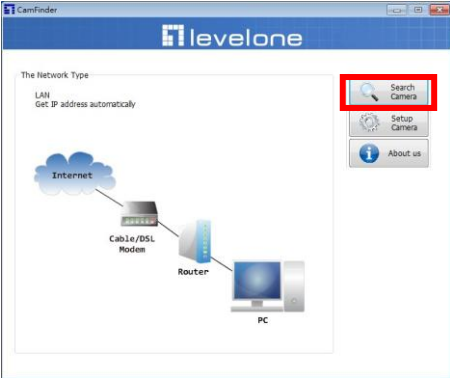 CamFinder
levelone
The Network Type
LAN
Get IP address automatically
Search
Camera
Setup
Camera
About us
Internet
Cable/DSL
Modem
Router
PC